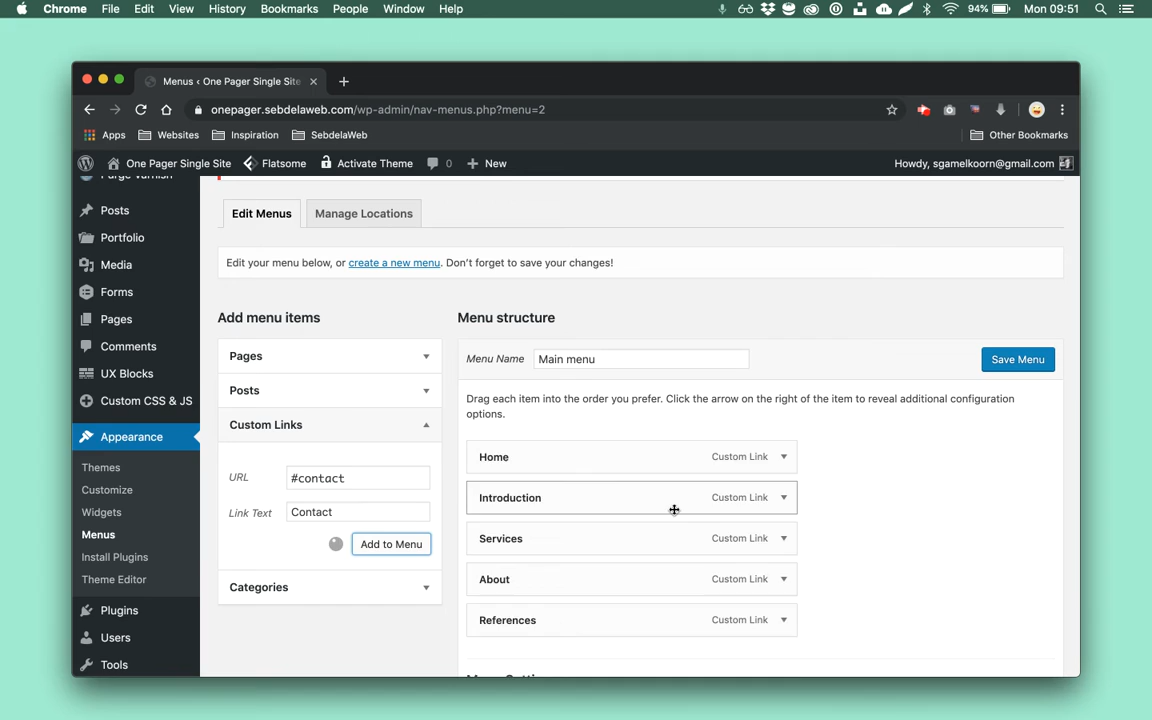 Chrome File Edit View History Bookmarks People Window Help 94% Mon 09:51
Menus ‹ One Pager Single Site
onepager.sebdelaweb.com/wp-admin/nav-menus.php?menu=2
Apps Websites Inspiration SebdelaWeb Other Bookmarks
One Pager Single Site Flatsome Activate Theme 0 New Howdy, sgamelkoorn@gmail.com
Purge Varnish
Posts
Portfolio
Media
Forms
Pages
Comments
UX Blocks
Custom CSS & JS
Appearance
Themes
Customize
Widgets
Menus
Install Plugins
Theme Editor
Plugins
Users
Tools
Edit Menus Manage Locations
Edit your menu below, or create a new menu. Don’t forget to save your changes!
Add menu items
Pages
Posts
Custom Links
URL #contact
Link Text Contact
Add to Menu
Categories
Menu structure
Menu Name Main menu Save Menu
Drag each item into the order you prefer. Click the arrow on the right of the item to reveal additional configuration
options.
Home Custom Link
Introduction Custom Link
Services Custom Link
About Custom Link
References Custom Link